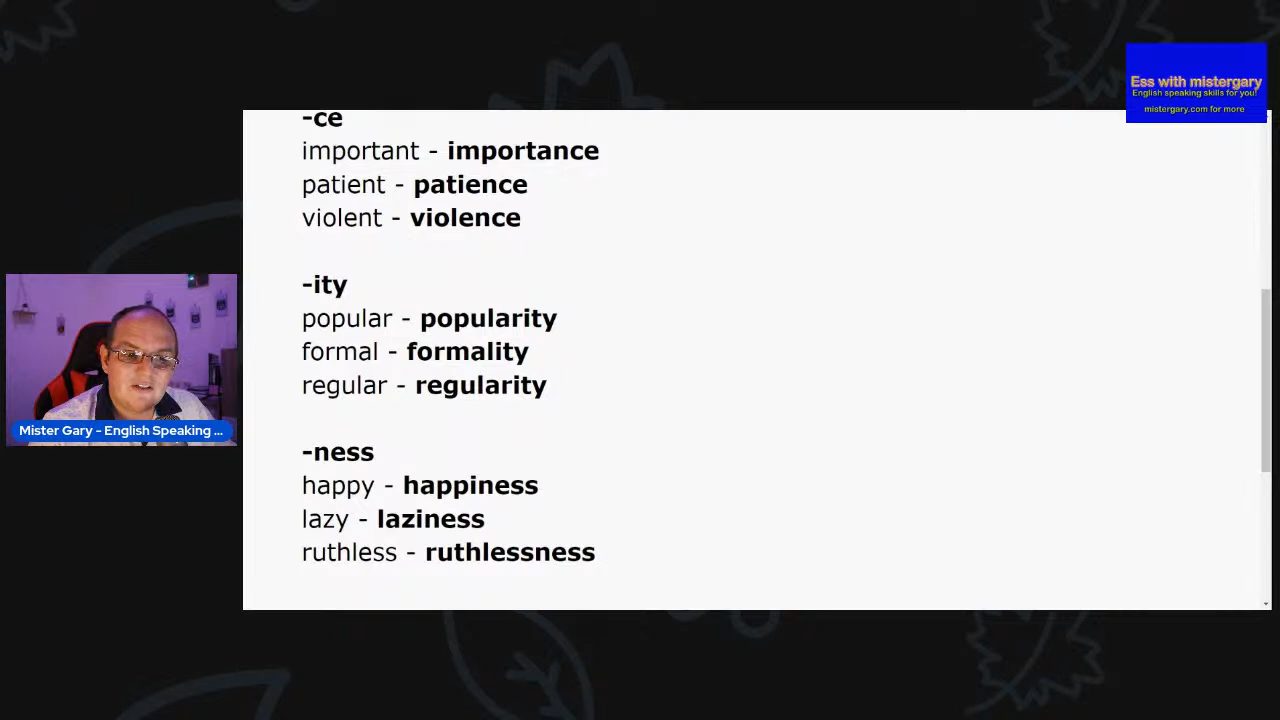 Ess with mistergary
English speaking skills for you!
mistergary.com for more
-ce
important - importance
patient - patience
violent - violence
-ity
popular - popularity
formal - formality
regular - regularity
-ness
happy - happiness
lazy - laziness
ruthless - ruthlessness
Mister Gary - English Speaking ...